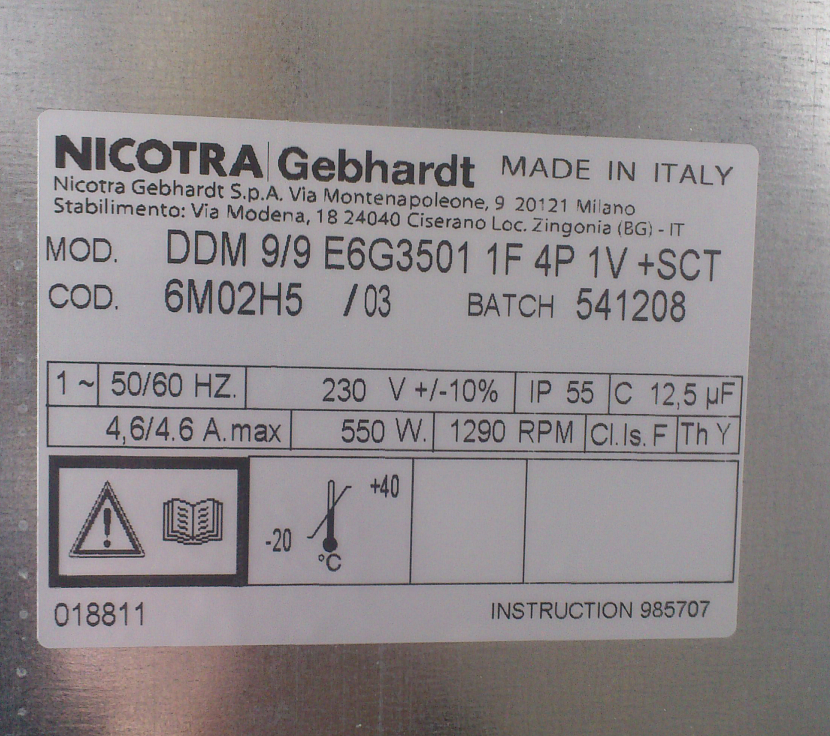 NICOTRA Gebhardt MADE IN ITALY
Nicotra Gebhardt S.p.A. Via Montenapoleone, 9 20121 Milano
Stabilimento: Via Modena, 18 24040 Ciserano Loc. Zingonia (BG) - IT
MOD. DDM 9/9 E6G3501 1F 4P 1V +SCT
COD. 6M02H5 /03 BATCH 541208
1 ~ 50/60 HZ. 230 V +/-10% IP 55 C 12,5 µF
4,6/4.6 A.max 550 W. 1290 RPM Cl.Is. F Th Y
-20 +40
°C
018811 INSTRUCTION 985707